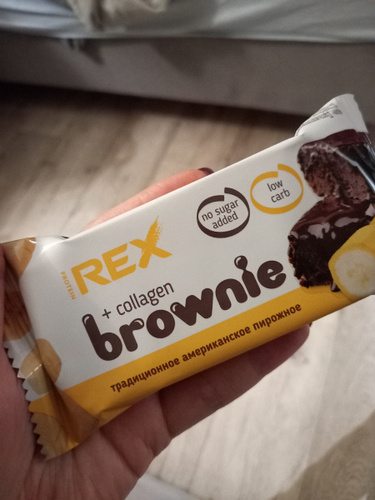 PROTEIN
REX
no sugar
added
low
carb
+ collagen
brownie
традиционное американское пирожное